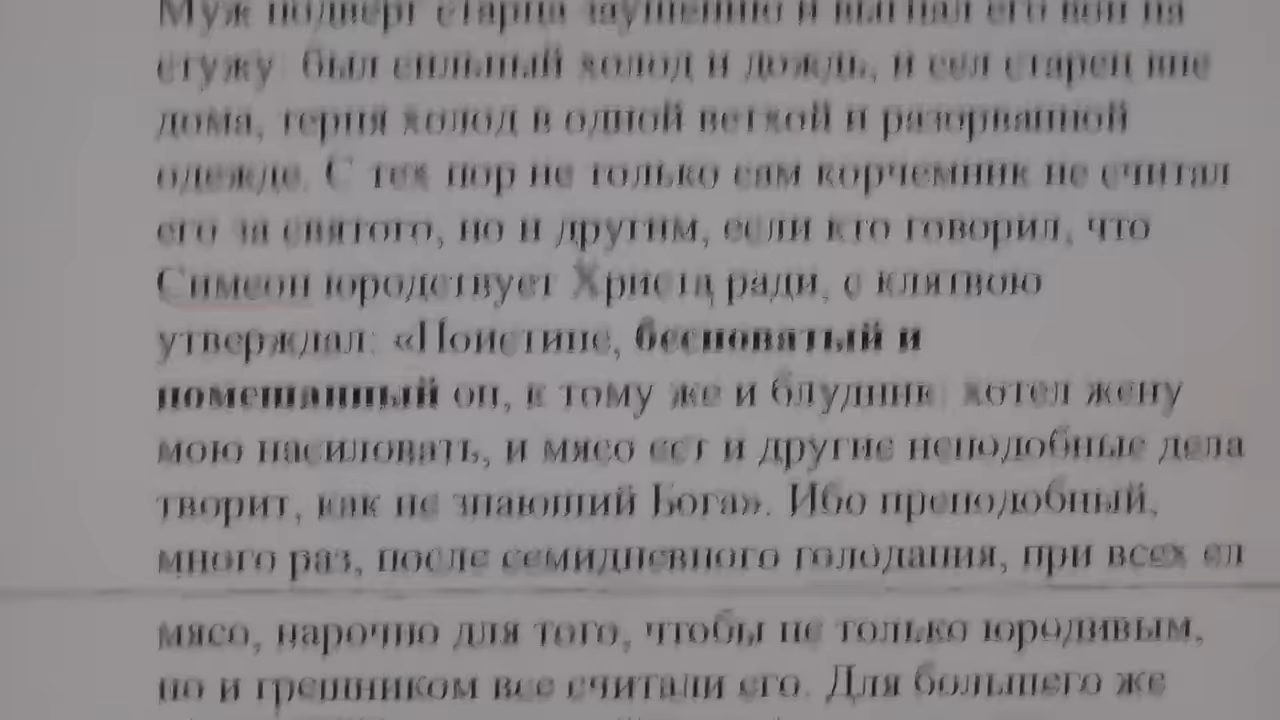 Муж подверг старца заушению и выгнал его вон на
стужу: был сильный холод и дождь, и сел старец вне
дома, терпя холод в одной ветхой и разорванной
одежде. С тех пор не только сам корчемник не считал
его за святого, но и другим, если кто говорил, что
Симеон юродствует Христа ради, с клятвою
утверждал: «Поистине, бесноватый и
помешанный он, к тому же и блудник: хотел жену
мою насиловать, и мясо ест и другие неподобные дела
творит, как не знающий Бога». Ибо преподобный,
много раз, после семидневного голодания, при всех ел
мясо, нарочно для того, чтобы не только юродивым,
но и грешником все считали его. Для большего же